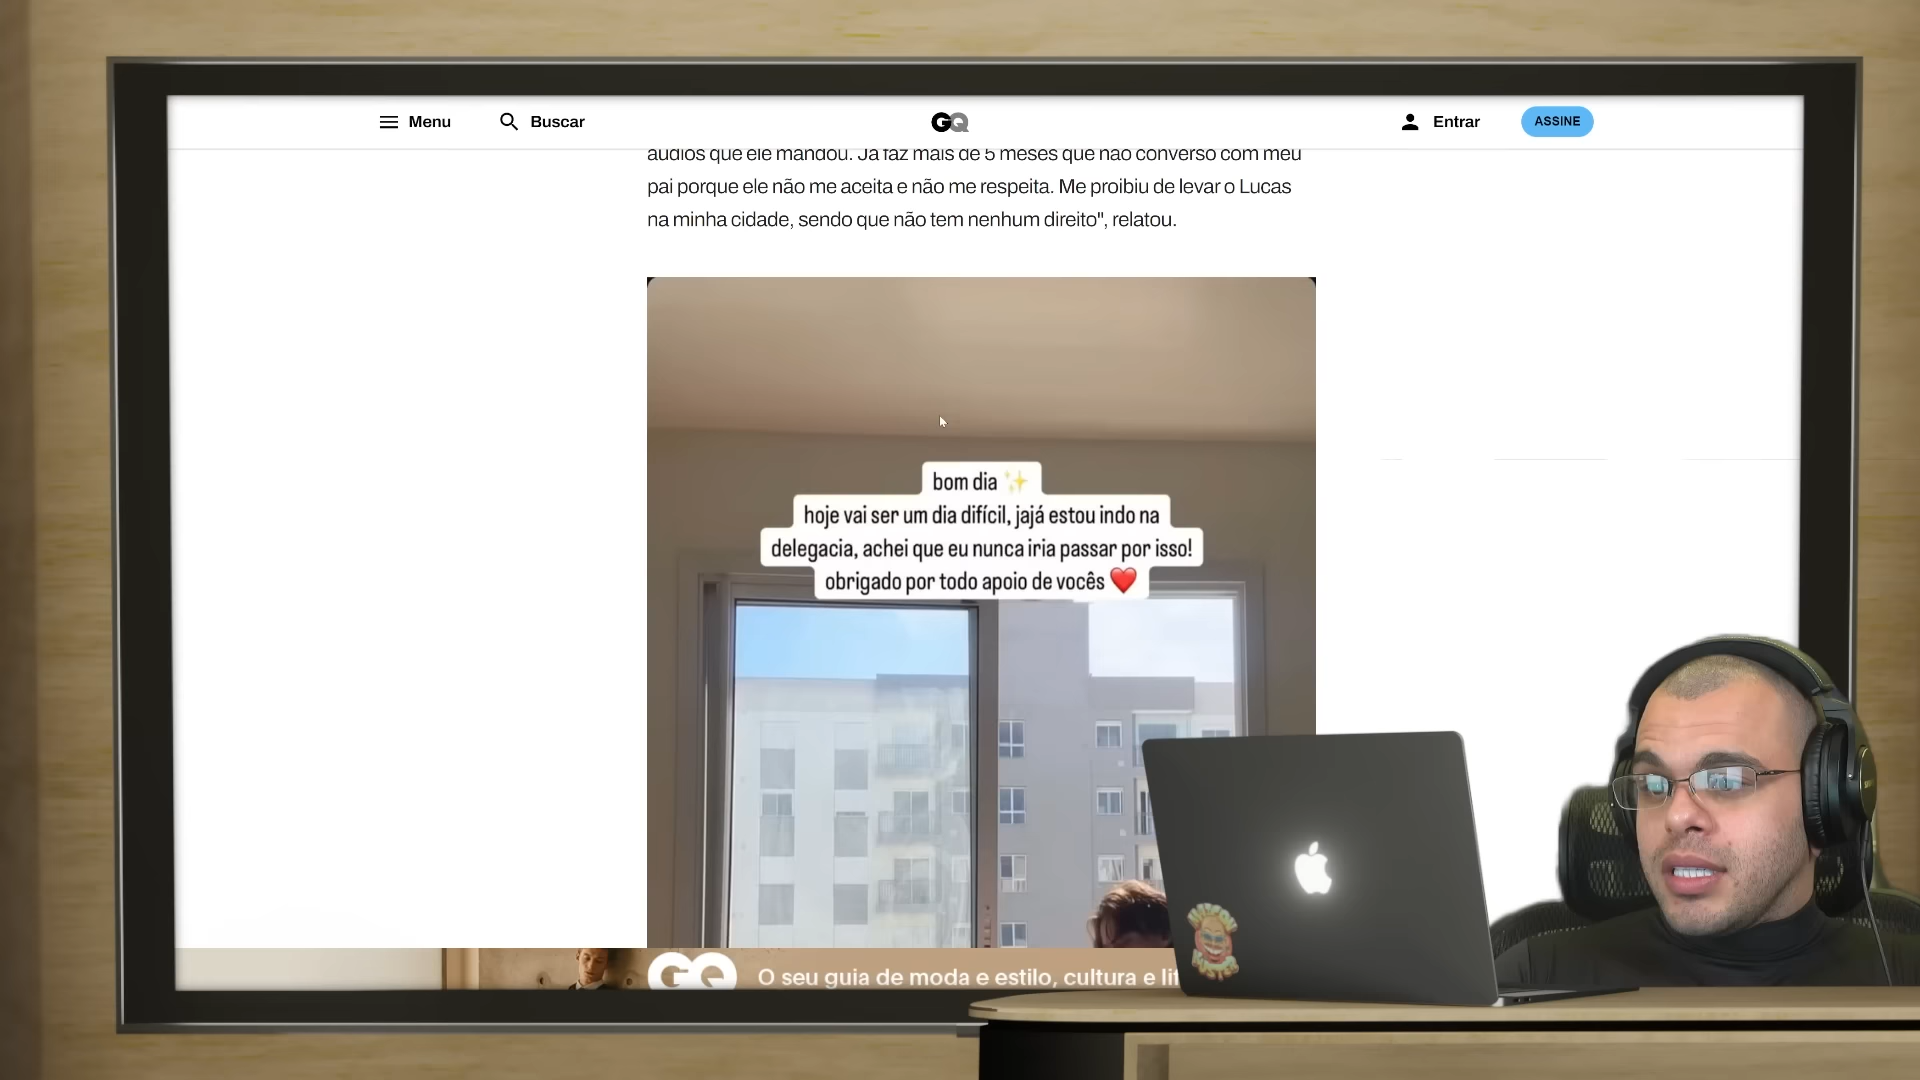 Menu
Buscar
GQ
Entrar
ASSINE
áudios que ele mandou. Já faz mais de 5 meses que não converso com meu
pai porque ele não me aceita e não me respeita. Me proibiu de levar o Lucas
na minha cidade, sendo que não tem nenhum direito", relatou.
bom dia ✨
hoje vai ser um dia difícil, jajá estou indo na
delegacia, achei que eu nunca iria passar por isso!
obrigado por todo apoio de vocês ❤️
GQ
O seu guia de moda e estilo, cultura e